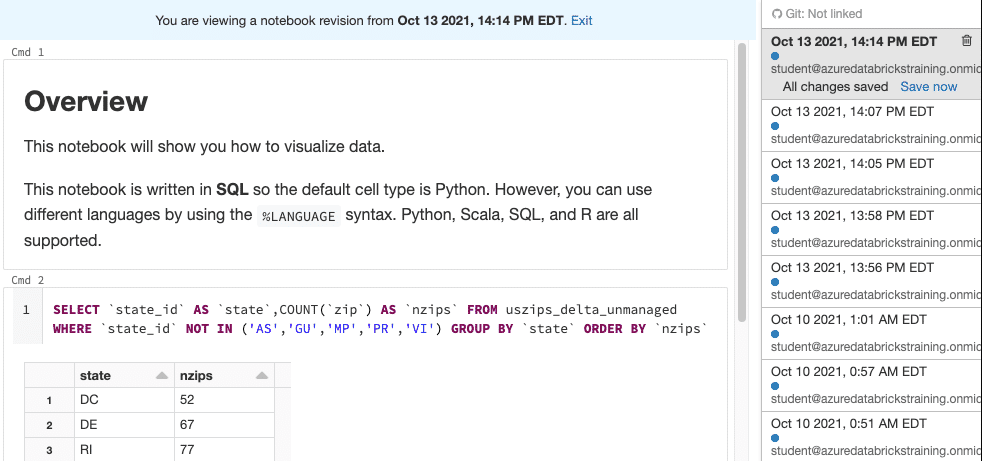 You are viewing a notebook revision from Oct 13 2021, 14:14 PM EDT. Exit
Cmd 1
Overview
This notebook will show you how to visualize data.
This notebook is written in SQL so the default cell type is Python. However, you can use
different languages by using the %LANGUAGE syntax. Python, Scala, SQL, and R are all
supported.
Cmd 2
1 SELECT `state_id` AS `state`,COUNT(`zip`) AS `nzips` FROM uszips_delta_unmanaged
WHERE `state_id` NOT IN ('AS','GU','MP','PR','VI') GROUP BY `state` ORDER BY `nzips`
state nzips
1 DC 52
2 DE 67
3 RI 77
Git: Not linked
Oct 13 2021, 14:14 PM EDT
student@azuredatabrickstraining.onmic
All changes saved Save now
Oct 13 2021, 14:07 PM EDT
student@azuredatabrickstraining.onmic
Oct 13 2021, 14:05 PM EDT
student@azuredatabrickstraining.onmic
Oct 13 2021, 13:58 PM EDT
student@azuredatabrickstraining.onmic
Oct 13 2021, 13:56 PM EDT
student@azuredatabrickstraining.onmic
Oct 10 2021, 1:01 AM EDT
student@azuredatabrickstraining.onmic
Oct 10 2021, 0:57 AM EDT
student@azuredatabrickstraining.onmic
Oct 10 2021, 0:51 AM EDT
student@azuredatabrickstraining.onmic